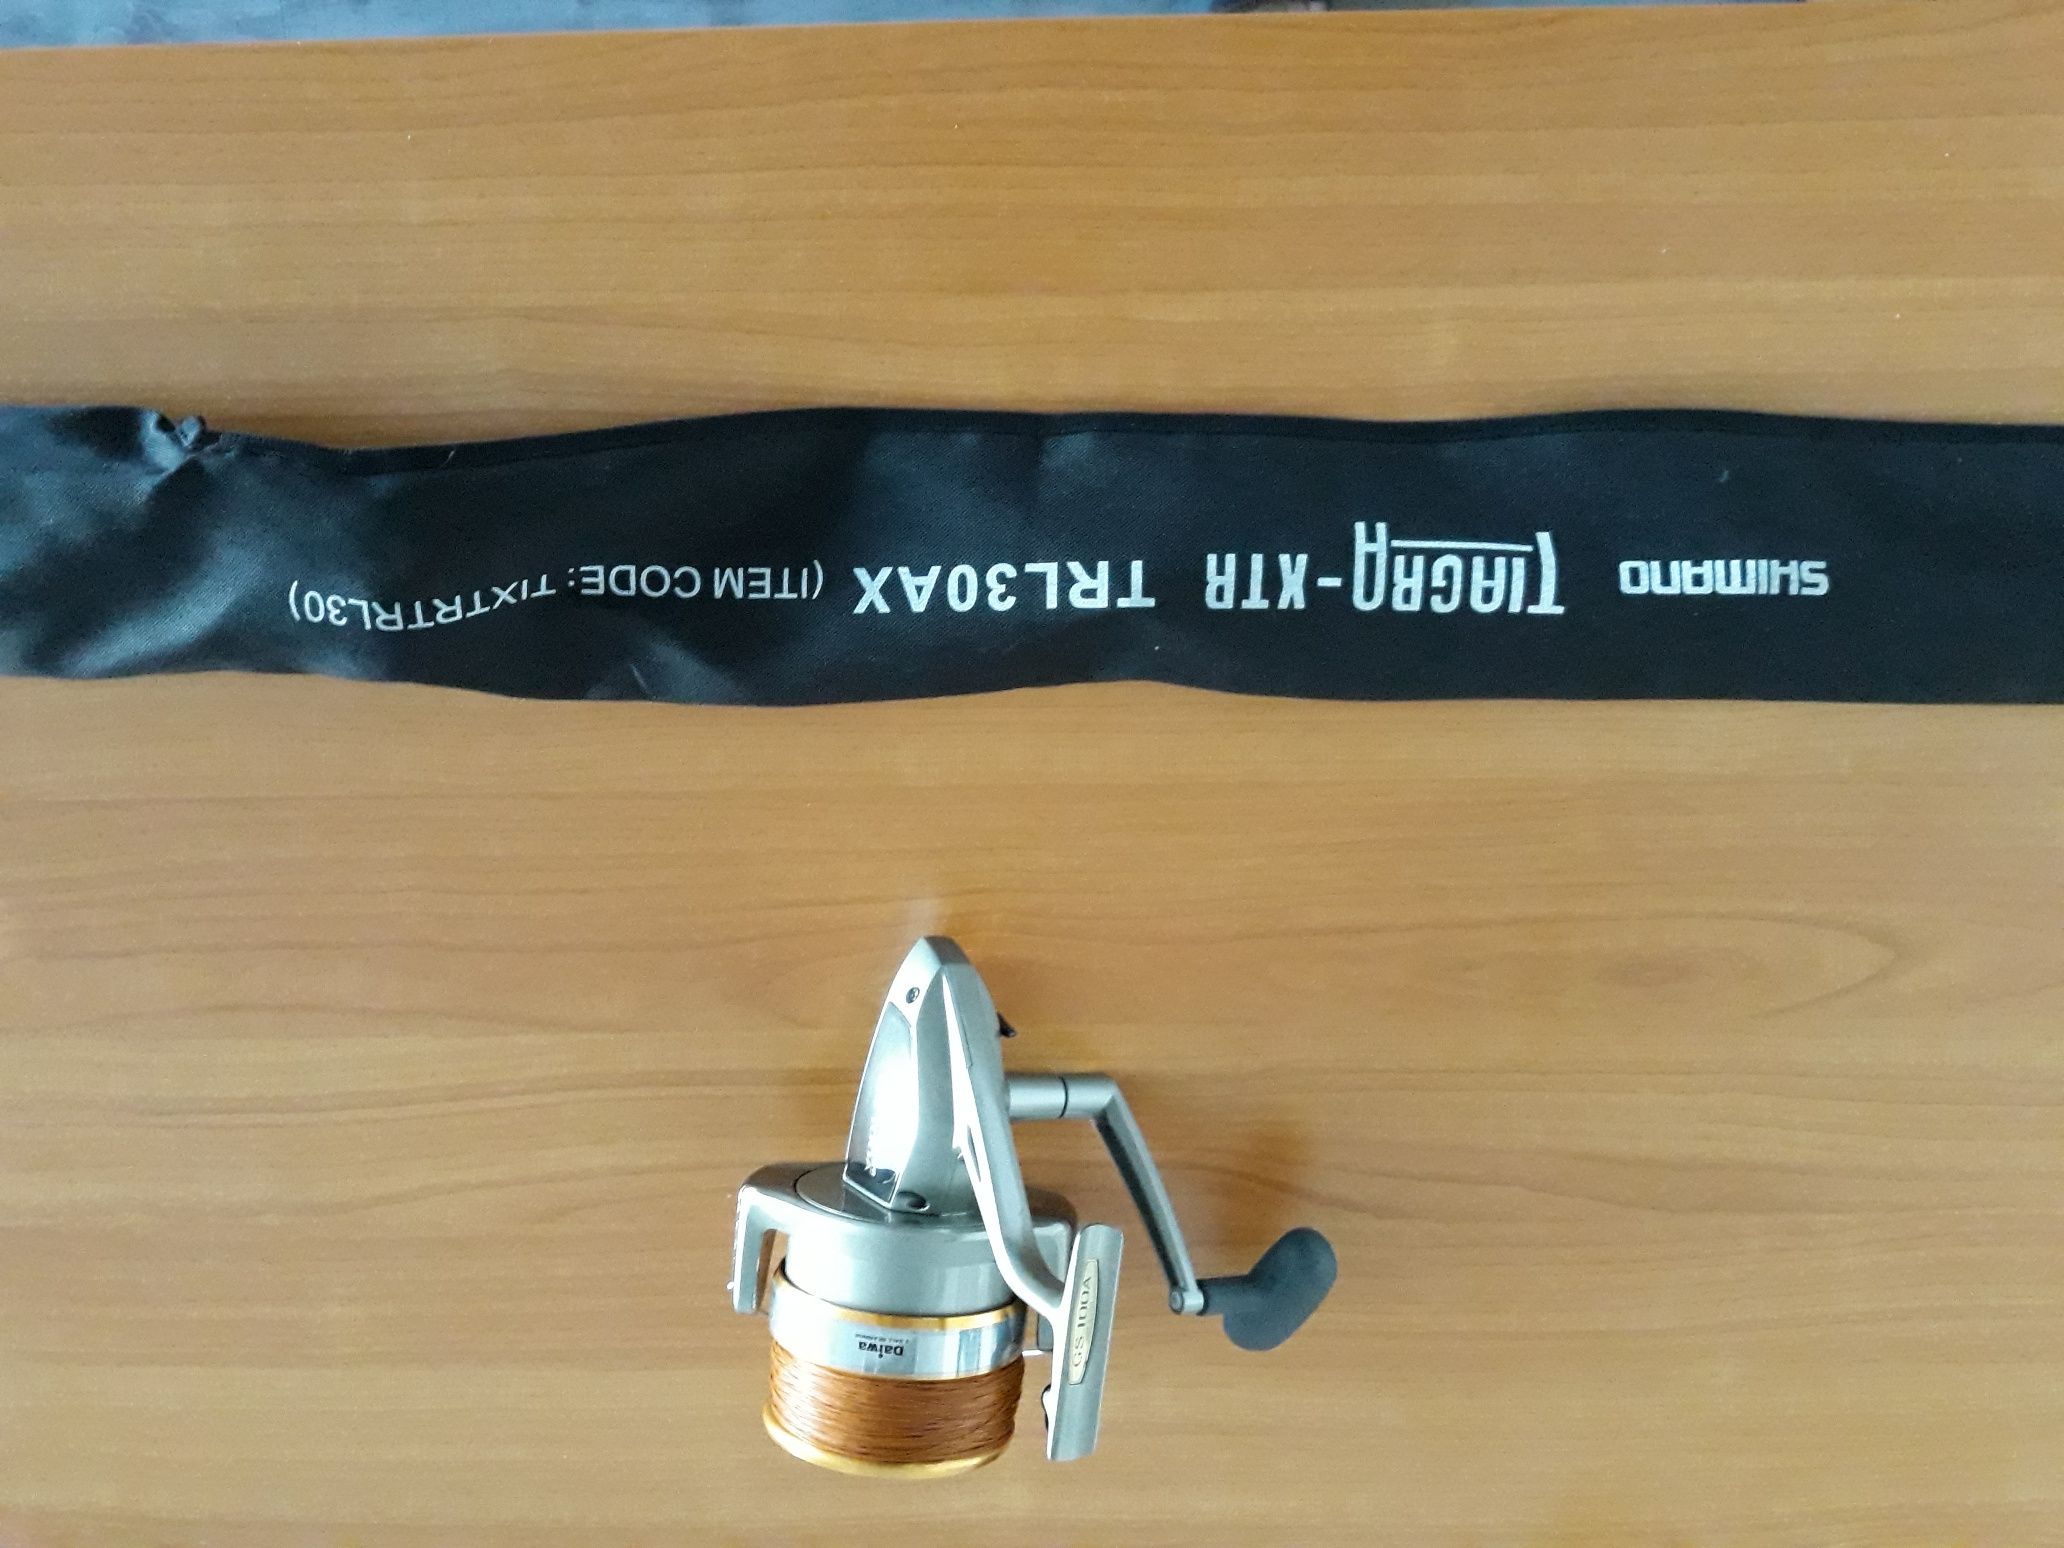 SHIMANO TIAGRA-XTR TRL30AX (ITEM CODE: TIXTRTRL30)
GS 100A
Daiwa